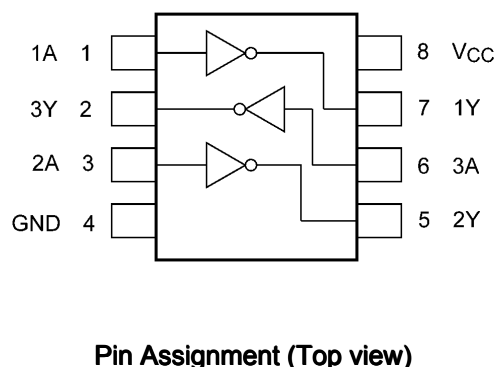 1A 1 8 VCC
3Y 2 7 1Y
2A 3 6 3A
GND 4 5 2Y
Pin Assignment (Top view)